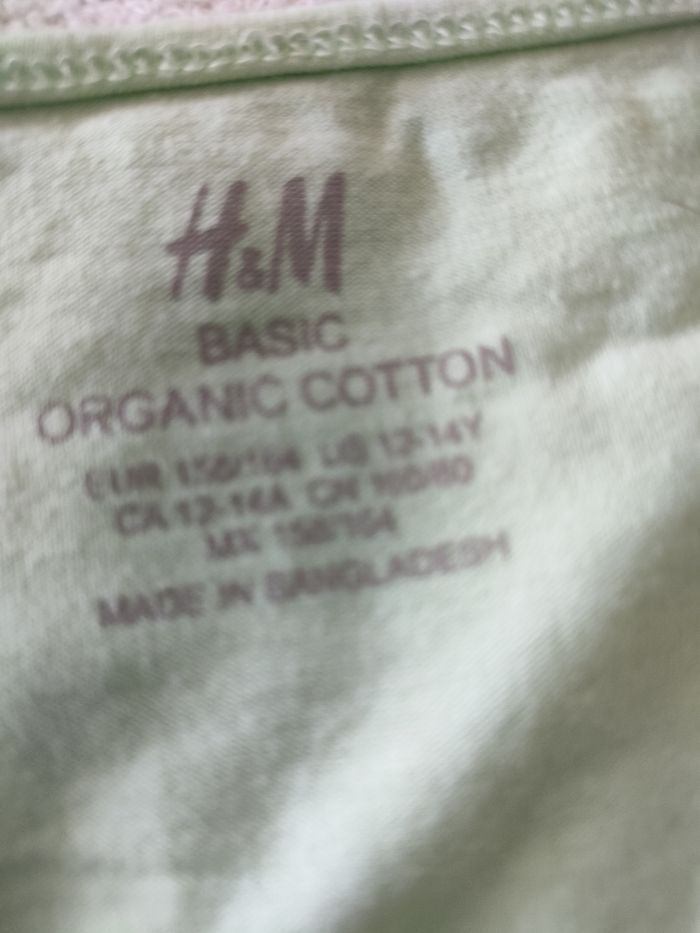 H&M
BASIC
ORGANIC COTTON
EUR 158/164 US 12-14Y
CA 12-14A CN 160/80
MX 158/164
MADE IN BANGLADESH